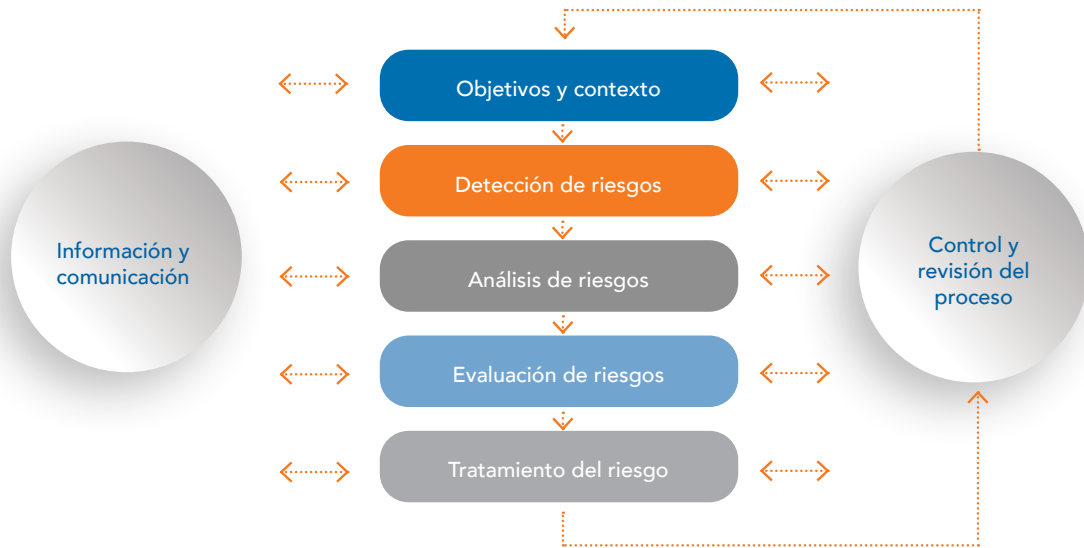 Objetivos y contexto
Detección de riesgos
Información y
comunicación
Análisis de riesgos
Control y
revisión del
proceso
Evaluación de riesgos
Tratamiento del riesgo